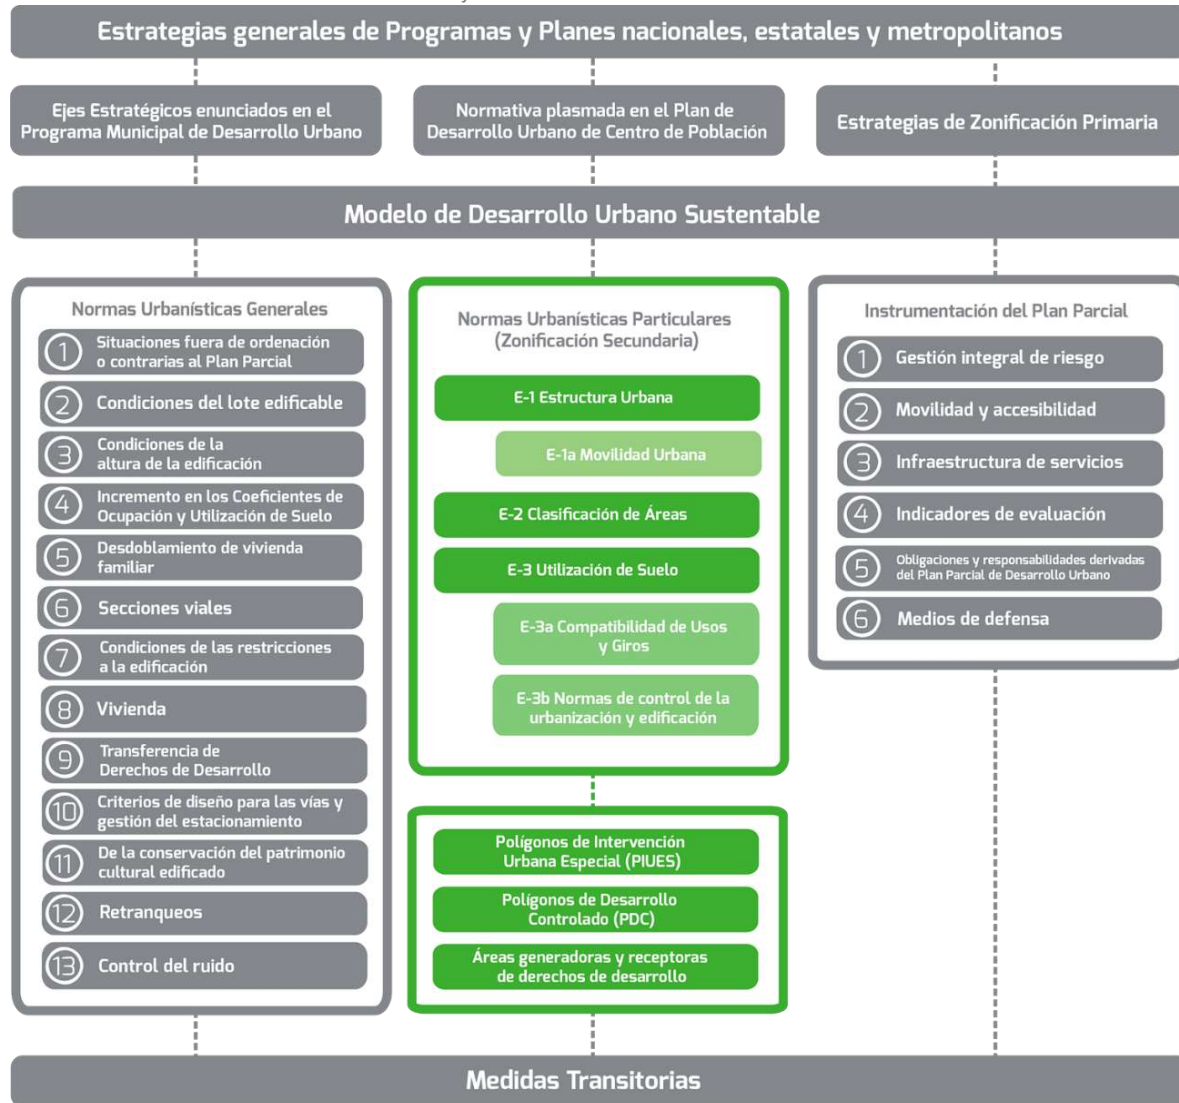 Estrategias generales de Programas y Planes nacionales, estatales y metropolitanos
Ejes Estratégicos enunciados en el
Programa Municipal de Desarrollo Urbano
Normativa plasmada en el Plan de
Desarrollo Urbano de Centro de Población
Estrategias de Zonificación Primaria
Modelo de Desarrollo Urbano Sustentable
Normas Urbanísticas Generales
1 Situaciones fuera de ordenación
o contrarias al Plan Parcial
2 Condiciones del lote edificable
3 Condiciones de la
altura de la edificación
4 Incremento en los Coeficientes de
Ocupación y Utilización de Suelo
5 Desdoblamiento de vivienda
familiar
6 Secciones viales
7 Condiciones de las restricciones
a la edificación
8 Vivienda
9 Transferencia de
Derechos de Desarrollo
10 Criterios de diseño para las vías y
gestión del estacionamiento
11 De la conservación del patrimonio
cultural edificado
12 Retranqueos
13 Control del ruido
Normas Urbanísticas Particulares
(Zonificación Secundaria)
E-1 Estructura Urbana
E-1a Movilidad Urbana
E-2 Clasificación de Áreas
E-3 Utilización de Suelo
E-3a Compatibilidad de Usos
y Giros
E-3b Normas de control de la
urbanización y edificación
Polígonos de Intervención
Urbana Especial (PIUES)
Polígonos de Desarrollo
Controlado (PDC)
Áreas generadoras y receptoras
de derechos de desarrollo
Instrumentación del Plan Parcial
1 Gestión integral de riesgo
2 Movilidad y accesibilidad
3 Infraestructura de servicios
4 Indicadores de evaluación
5 Obligaciones y responsabilidades derivadas
del Plan Parcial de Desarrollo Urbano
6 Medios de defensa
Medidas Transitorias